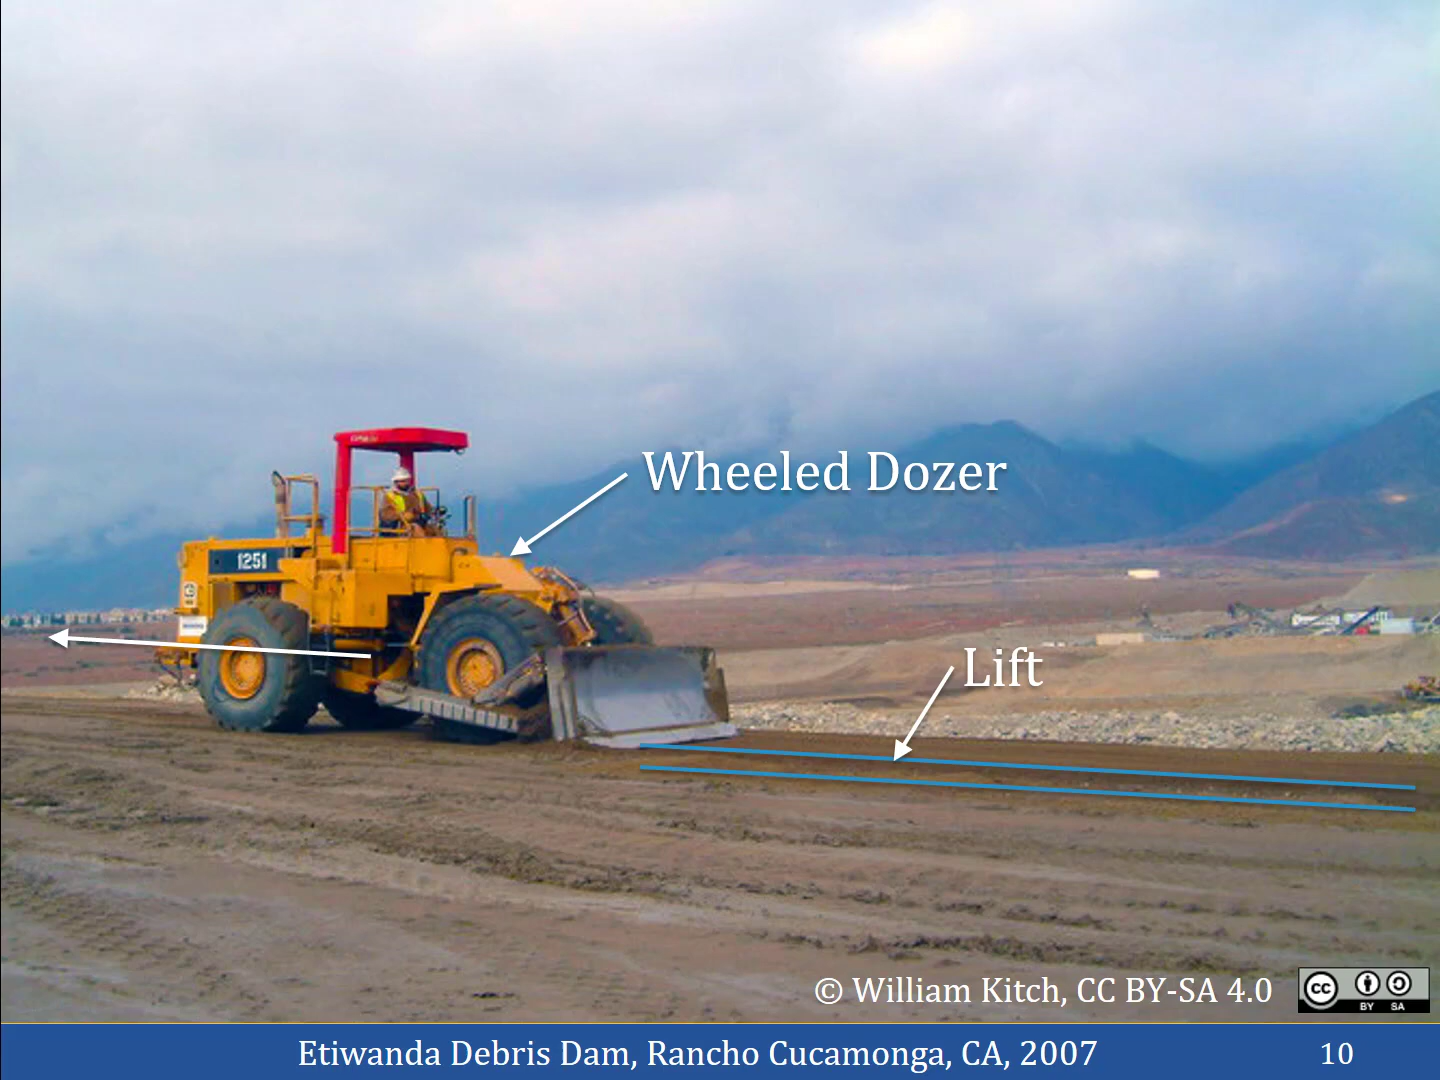 1251
Wheeled Dozer
Lift
© William Kitch, CC BY-SA 4.0
cc
BY SA
Etiwanda Debris Dam, Rancho Cucamonga, CA, 2007
10